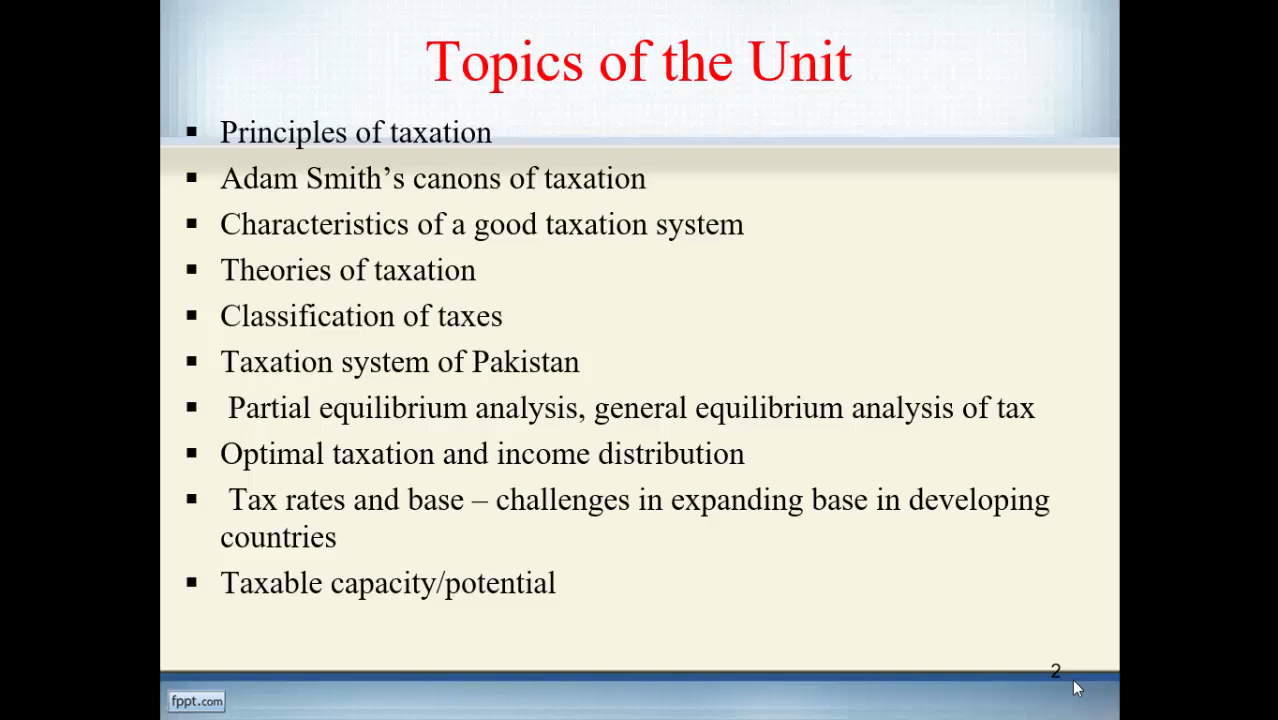 Topics of the Unit
▪ Principles of taxation
▪ Adam Smith’s canons of taxation
▪ Characteristics of a good taxation system
▪ Theories of taxation
▪ Classification of taxes
▪ Taxation system of Pakistan
▪ Partial equilibrium analysis, general equilibrium analysis of tax
▪ Optimal taxation and income distribution
▪ Tax rates and base – challenges in expanding base in developing
countries
▪ Taxable capacity/potential
2
fppt.com